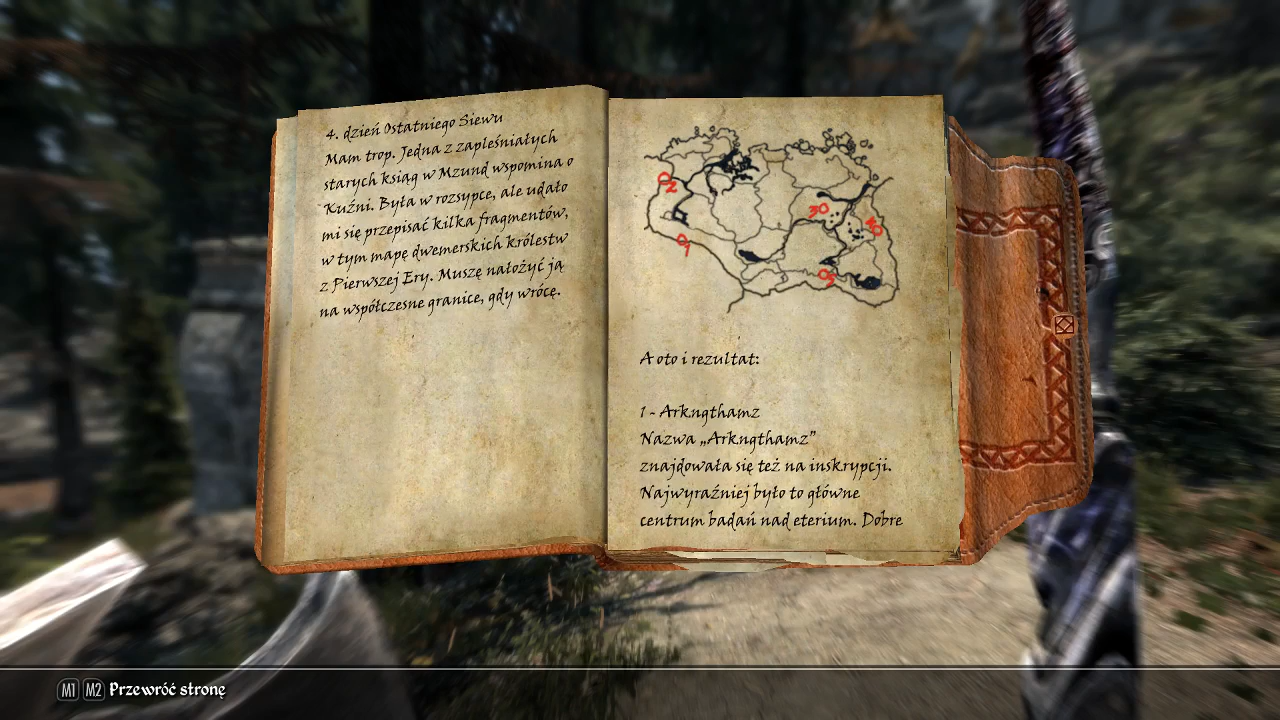 4. dzień Ostatniego Siewu
Mam trop. Jedna z zapleśniałych
starych ksiąg w Mzund wspomina o
Kuźni. Była w rozsypce, ale udało
mi się przepisać kilka fragmentów,
w tym mapę dwemerskich królestw
z Pierwszej Ery. Muszę nałożyć ją
na współczesne granice, gdy wrócę.
A oto i rezultat:
1 - Arkngthamz
Nazwa „Arkngthamz”
znajdowała się też na inskrypcji.
Najwyraźniej było to główne
centrum badań nad eterium. Dobre
M1 M2 Przewróć stronę